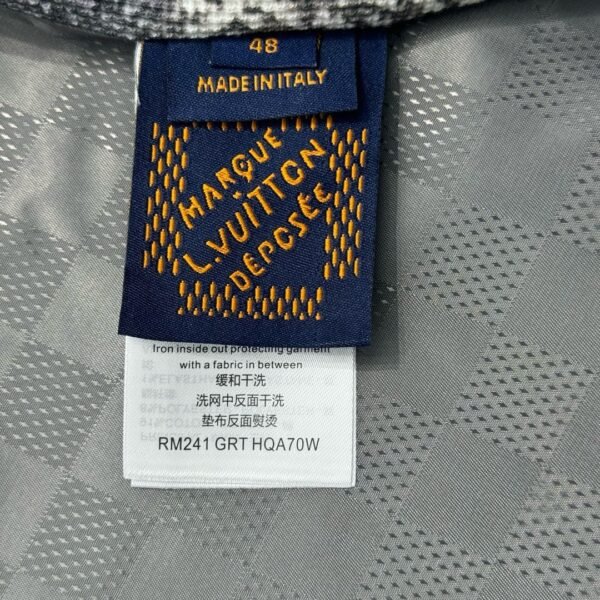 48
MADE IN ITALY
MARQUE
L.VUITTON
DÉPOSÉE
Iron inside out protecting garment
with a fabric in between
缓和干洗
洗网中反面干洗
垫布反面熨烫
RM241 GRT HQA70W